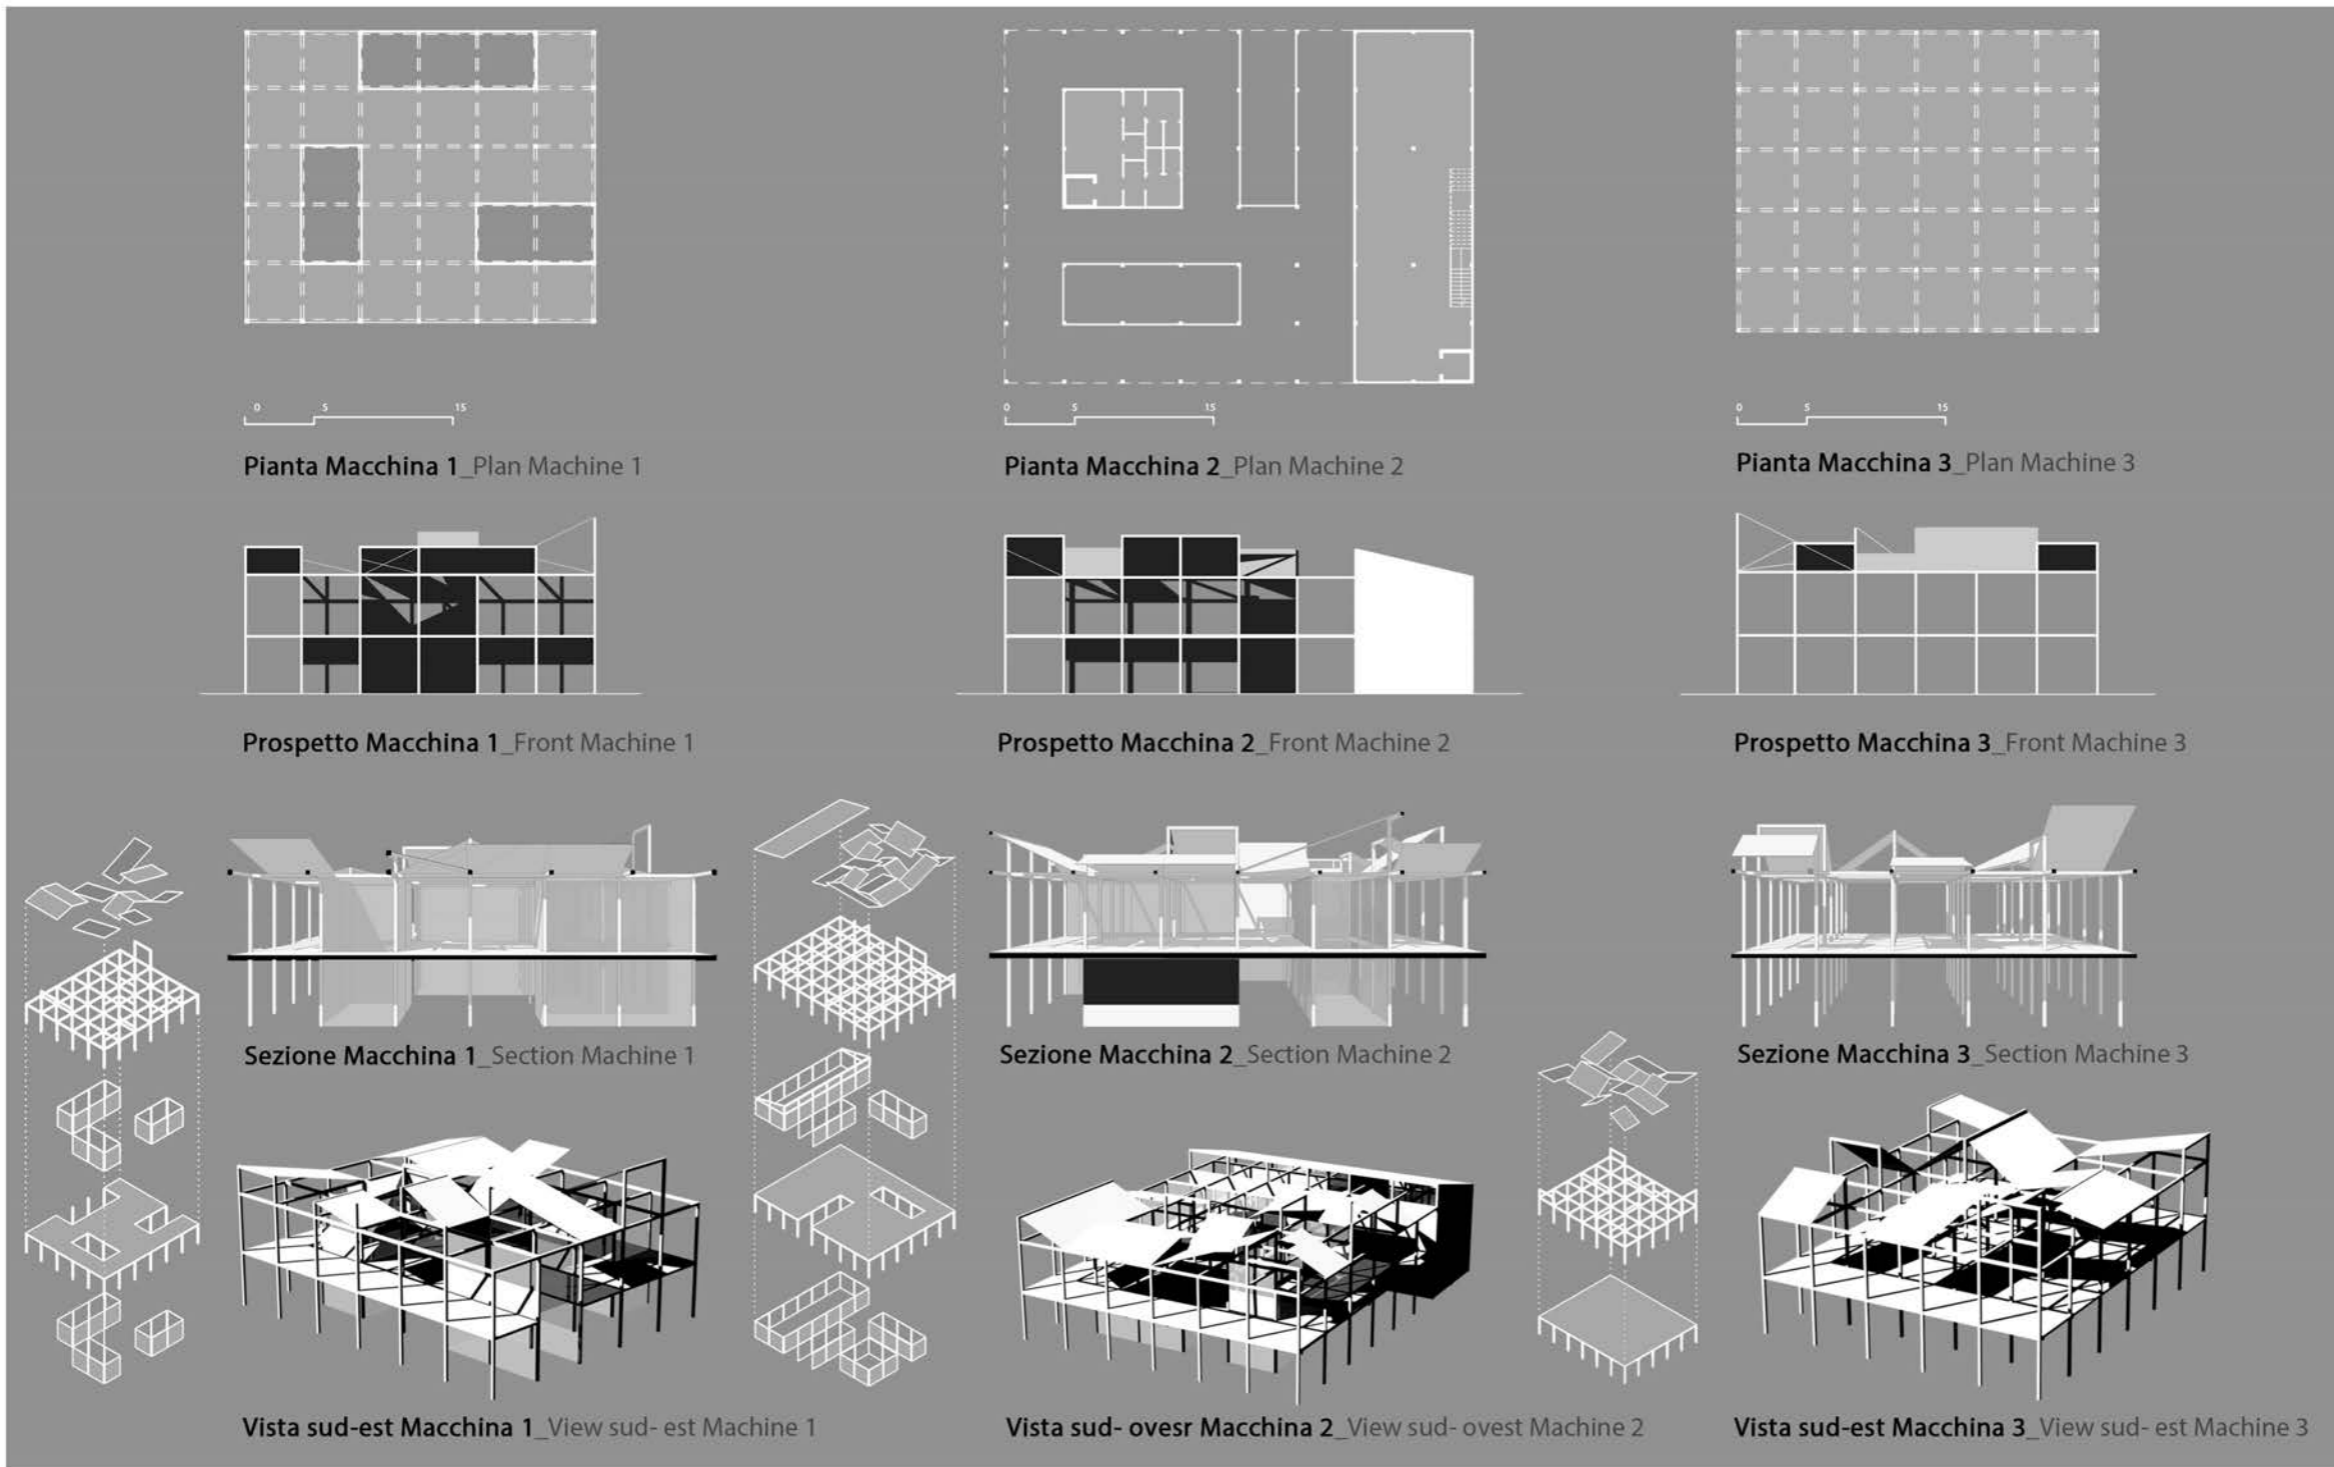 0 5 15
0 5 15
0 5 15
Pianta Macchina 1_Plan Machine 1
Pianta Macchina 2_Plan Machine 2
Pianta Macchina 3_Plan Machine 3
Prospetto Macchina 1_Front Machine 1
Prospetto Macchina 2_Front Machine 2
Prospetto Macchina 3_Front Machine 3
Sezione Macchina 1_Section Machine 1
Sezione Macchina 2_Section Machine 2
Sezione Macchina 3_Section Machine 3
Vista sud-est Macchina 1_View sud- est Machine 1
Vista sud- ovesr Macchina 2_View sud- ovest Machine 2
Vista sud-est Macchina 3_View sud- est Machine 3